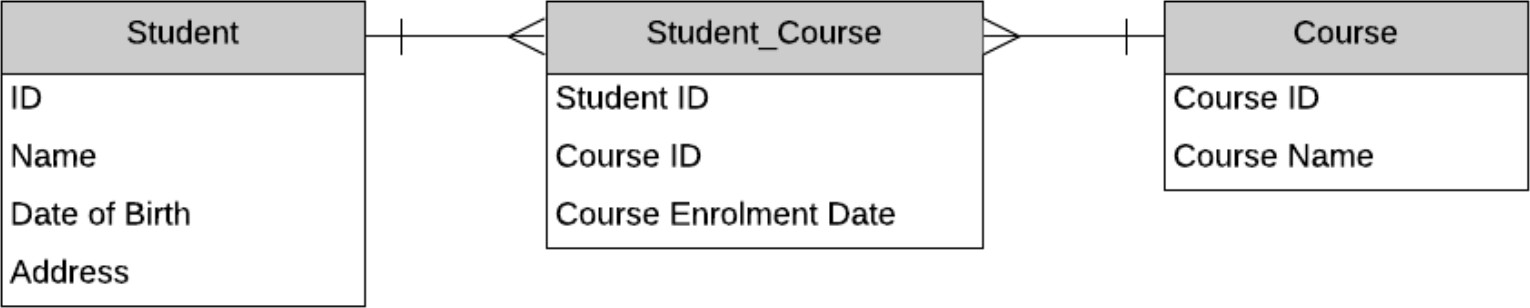 Student
ID
Name
Date of Birth
Address
Student_Course
Student ID
Course ID
Course Enrolment Date
Course
Course ID
Course Name